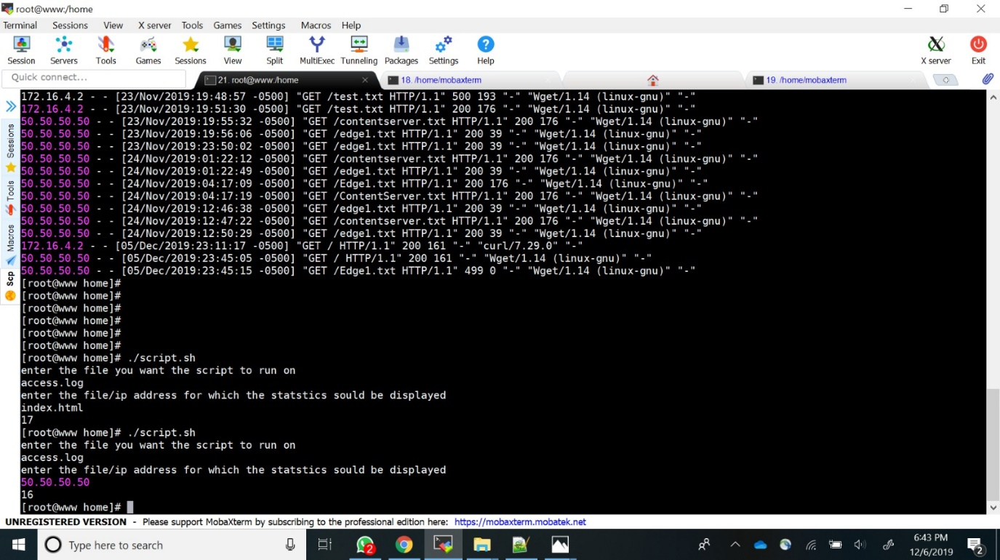 root@www:/home
Terminal Sessions View X server Tools Games Settings Macros Help
Session Servers Tools Games Sessions View Split MultiExec Tunneling Packages Settings Help X server Exit
Quick connect... 21. root@www:/home 18. /home/mobaxterm 19. /home/mobaxterm
172.16.4.2 - - [23/Nov/2019:19:48:57 -0500] "GET /test.txt HTTP/1.1" 500 193 "-" "Wget/1.14 (linux-gnu)" "-"
172.16.4.2 - - [23/Nov/2019:19:51:30 -0500] "GET /test.txt HTTP/1.1" 200 176 "-" "Wget/1.14 (linux-gnu)" "-"
50.50.50.50 - - [23/Nov/2019:19:55:32 -0500] "GET /contentserver.txt HTTP/1.1" 200 176 "-" "Wget/1.14 (linux-gnu)" "-"
50.50.50.50 - - [23/Nov/2019:19:56:06 -0500] "GET /edge1.txt HTTP/1.1" 200 39 "-" "Wget/1.14 (linux-gnu)" "-"
50.50.50.50 - - [23/Nov/2019:23:50:02 -0500] "GET /edge1.txt HTTP/1.1" 200 39 "-" "Wget/1.14 (linux-gnu)" "-"
50.50.50.50 - - [24/Nov/2019:01:22:12 -0500] "GET /contentserver.txt HTTP/1.1" 200 176 "-" "Wget/1.14 (linux-gnu)" "-"
50.50.50.50 - - [24/Nov/2019:01:22:49 -0500] "GET /edge1.txt HTTP/1.1" 200 39 "-" "Wget/1.14 (linux-gnu)" "-"
50.50.50.50 - - [24/Nov/2019:04:17:09 -0500] "GET /Edge1.txt HTTP/1.1" 200 176 "-" "Wget/1.14 (linux-gnu)" "-"
50.50.50.50 - - [24/Nov/2019:04:17:19 -0500] "GET /ContentServer.txt HTTP/1.1" 200 176 "-" "Wget/1.14 (linux-gnu)" "-"
50.50.50.50 - - [24/Nov/2019:12:46:38 -0500] "GET /edge1.txt HTTP/1.1" 200 39 "-" "Wget/1.14 (linux-gnu)" "-"
50.50.50.50 - - [24/Nov/2019:12:47:22 -0500] "GET /contentserver.txt HTTP/1.1" 200 176 "-" "Wget/1.14 (linux-gnu)" "-"
50.50.50.50 - - [24/Nov/2019:12:50:29 -0500] "GET /edge1.txt HTTP/1.1" 200 39 "-" "Wget/1.14 (linux-gnu)" "-"
172.16.4.2 - - [05/Dec/2019:23:11:17 -0500] "GET / HTTP/1.1" 200 161 "-" "curl/7.29.0" "-"
50.50.50.50 - - [05/Dec/2019:23:45:05 -0500] "GET / HTTP/1.1" 200 161 "-" "Wget/1.14 (linux-gnu)" "-"
50.50.50.50 - - [05/Dec/2019:23:45:15 -0500] "GET /Edge1.txt HTTP/1.1" 499 0 "-" "Wget/1.14 (linux-gnu)" "-"
[root@www home]#
[root@www home]#
[root@www home]#
[root@www home]#
[root@www home]#
[root@www home]#
[root@www home]# ./script.sh
enter the file you want the script to run on
access.log
enter the file/ip address for which the statstics sould be displayed
index.html
17
[root@www home]# ./script.sh
enter the file you want the script to run on
access.log
enter the file/ip address for which the statstics sould be displayed
50.50.50.50
16
[root@www home]#
Sessions
Tools
Macros
Scp
UNREGISTERED VERSION - Please support MobaXterm by subscribing to the professional edition here: https://mobaxterm.mobatek.net
Type here to search
2
6:43 PM
12/6/2019
2